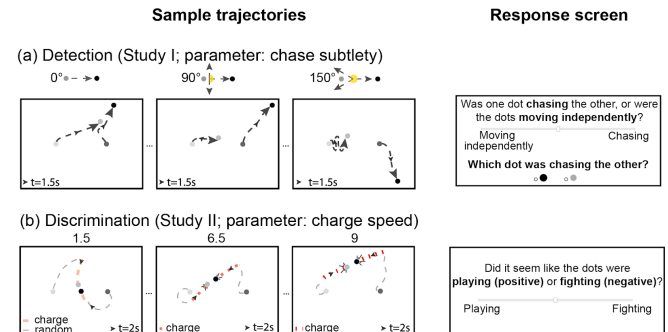 Sample trajectories
Response screen
(a) Detection (Study I; parameter: chase subtlety)
0°
90°
150°
Was one dot chasing the other, or were
the dots moving independently?
Moving
independently
Chasing
Which dot was chasing the other?
...
...
t=1.5s
t=1.5s
t=1.5s
(b) Discrimination (Study II; parameter: charge speed)
1.5
6.5
9
Did it seem like the dots were
playing (positive) or fighting (negative)?
Playing
Fighting
...
...
charge
random
t=2s
charge
t=2s
charge
t=2s